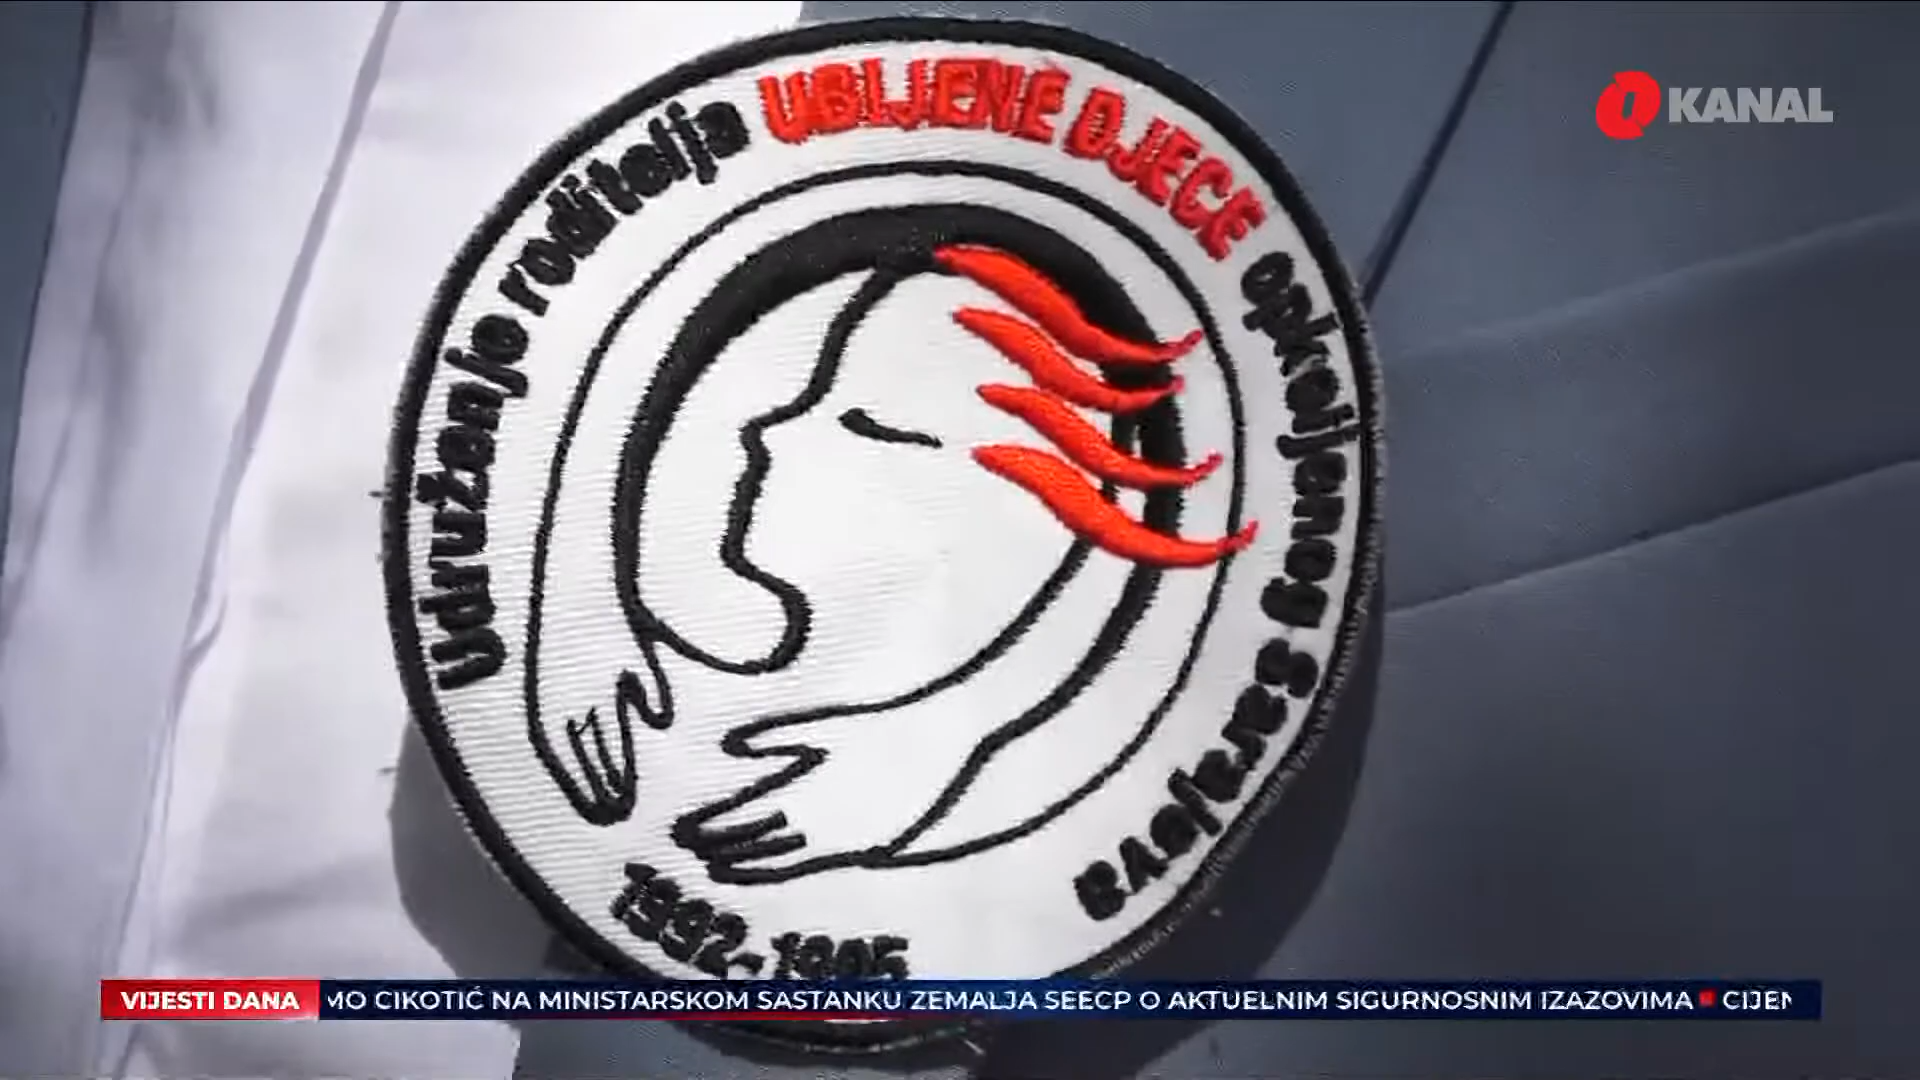 Udruženje roditelja UBIJENE DJECE opkoljenog Sarajeva
1992-1995
O KANAL
VIJESTI DANA
MO CIKOTIĆ NA MINISTARSKOM SASTANKU ZEMALJA SEECP O AKTUELNIM SIGURNOSNIM IZAZOVIMA ▪ CIJEN